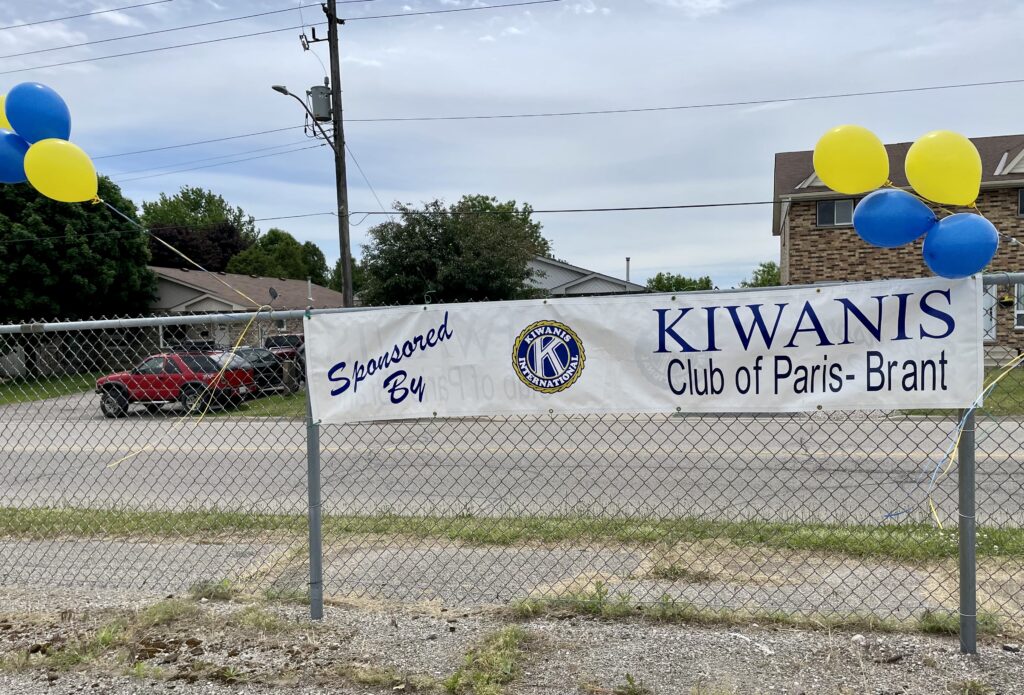 Sponsored
By
KIWANIS
K
INTERNATIONAL
KIWANIS
Club of Paris- Brant